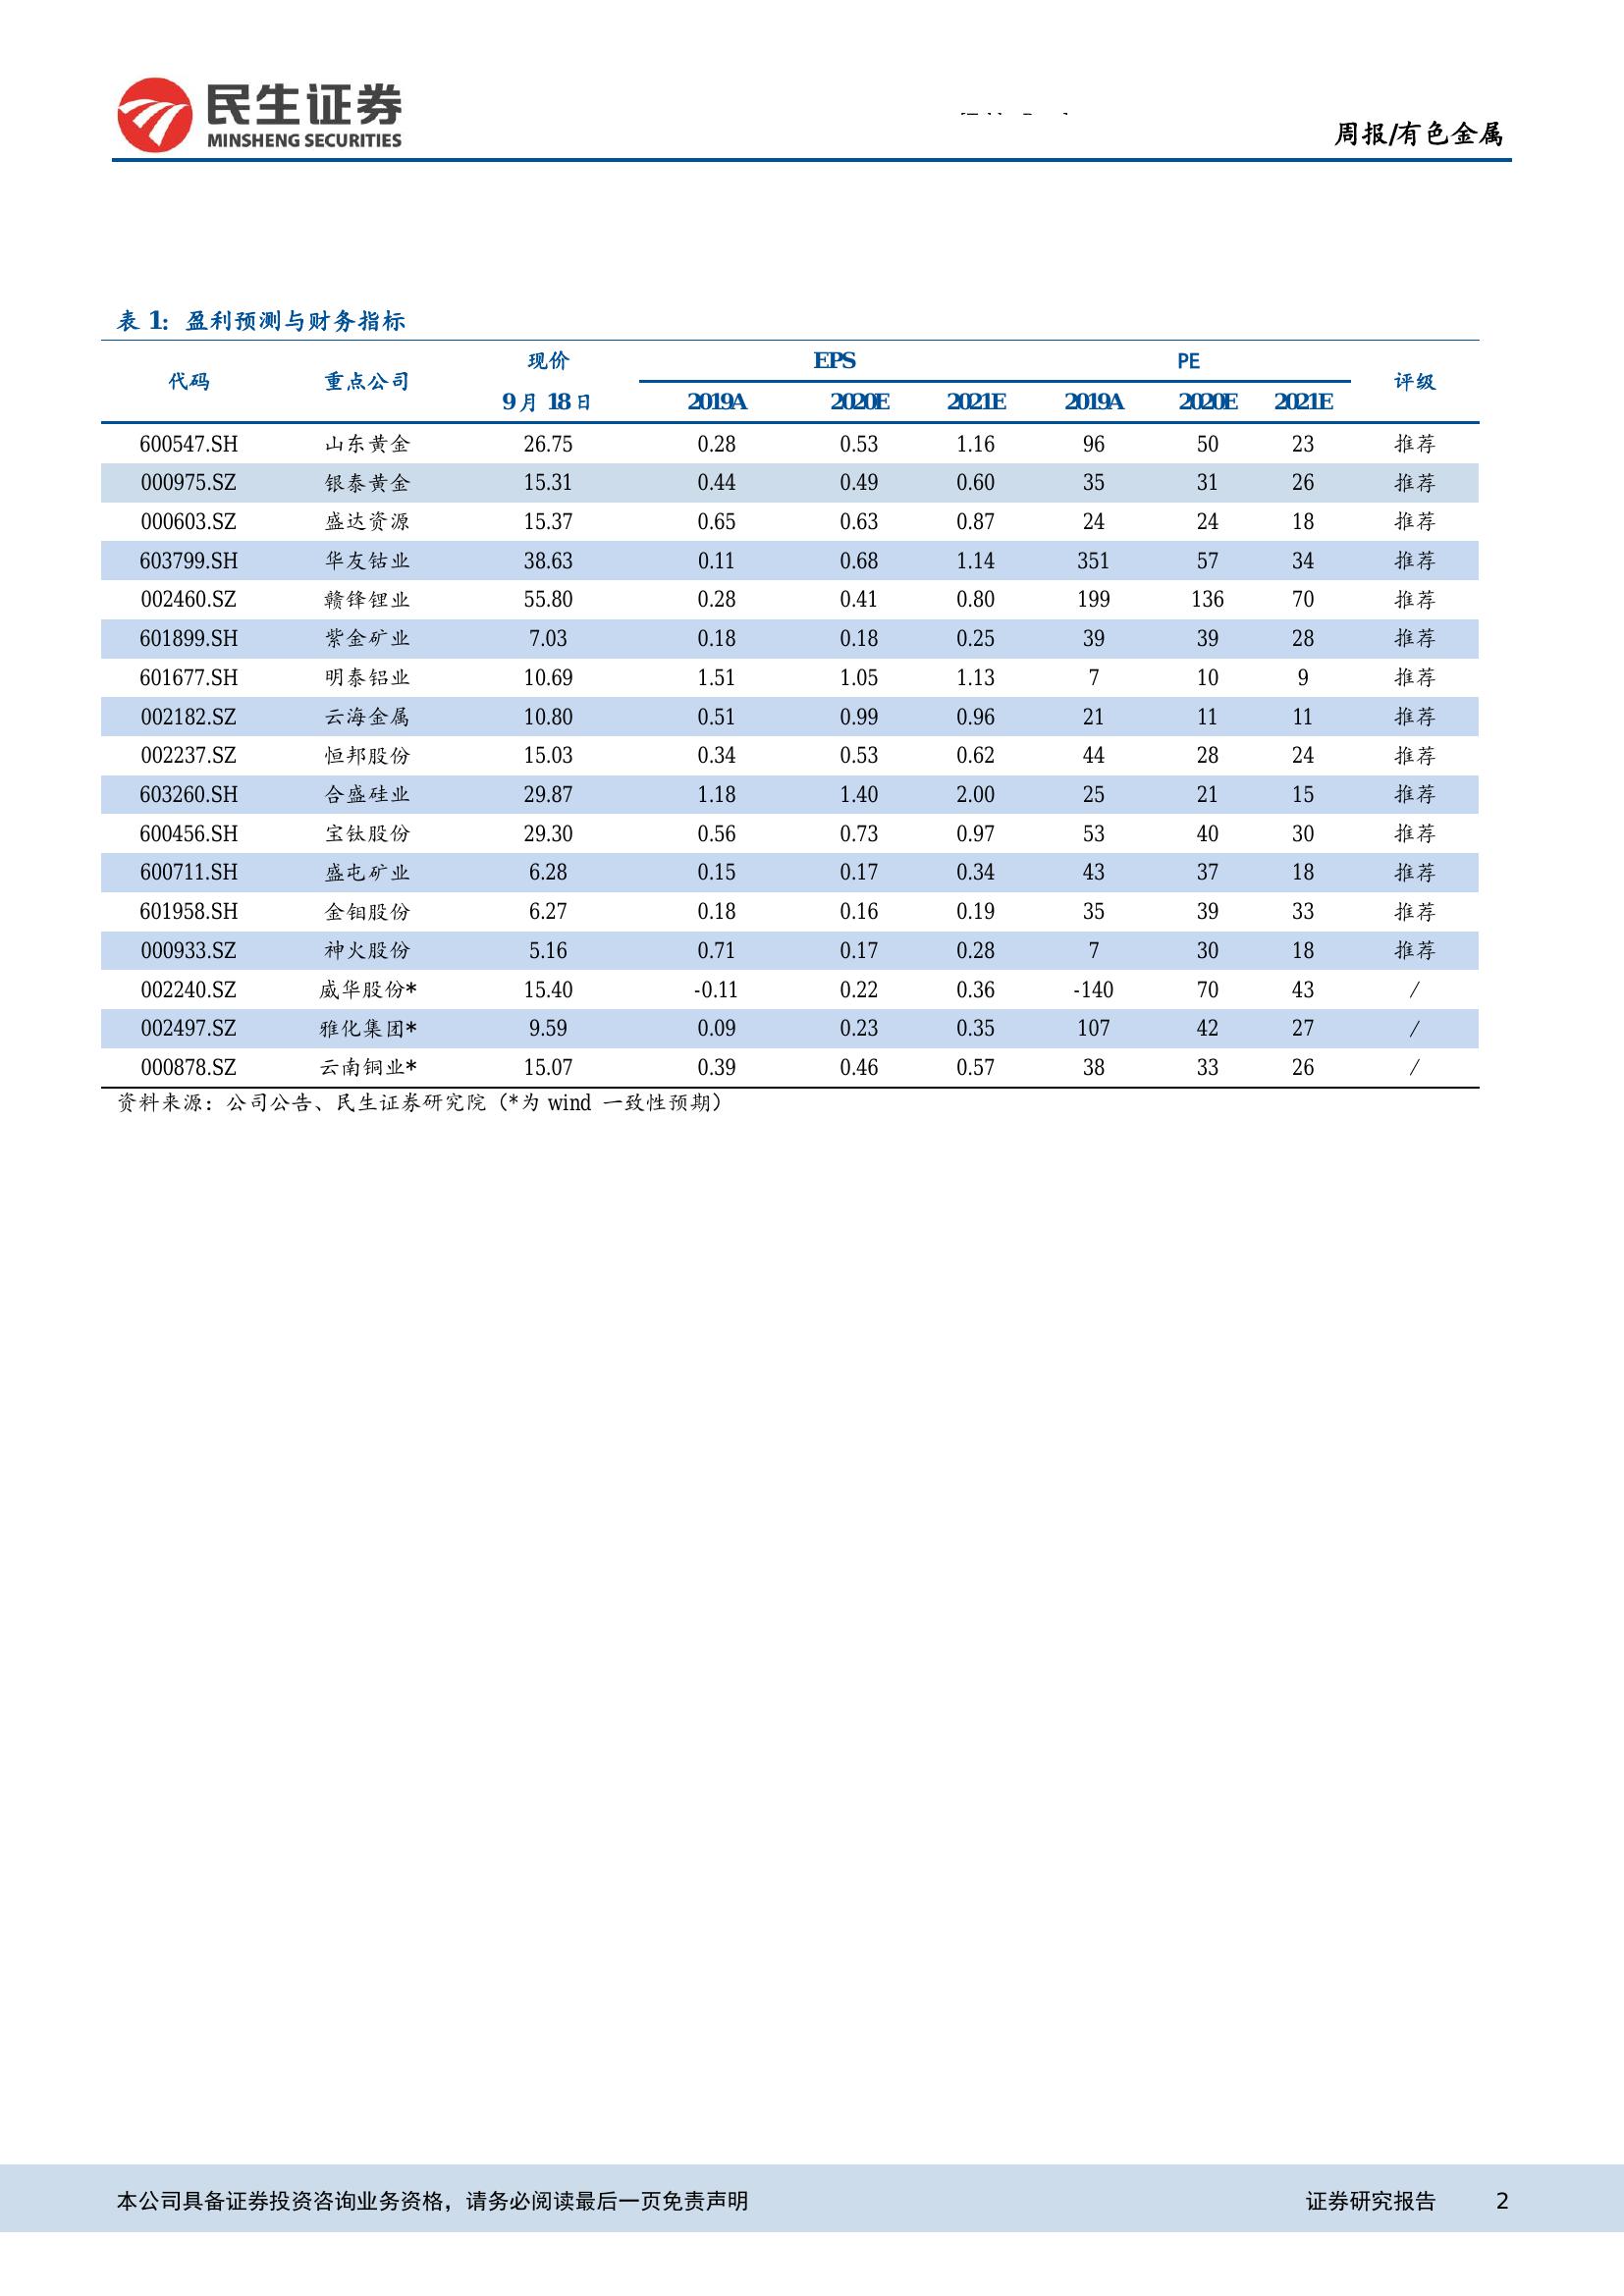 民生证券
MINSHENG SECURITIES
周报/有色金属
表 1：盈利预测与财务指标
代码 重点公司 现价 EPS PE 评级
9 月 18 日 2019A 2020E 2021E 2019A 2020E 2021E
600547.SH 山东黄金 26.75 0.28 0.53 1.16 96 50 23 推荐
000975.SZ 银泰黄金 15.31 0.44 0.49 0.60 35 31 26 推荐
000603.SZ 盛达资源 15.37 0.65 0.63 0.87 24 24 18 推荐
603799.SH 华友钴业 38.63 0.11 0.68 1.14 351 57 34 推荐
002460.SZ 赣锋锂业 55.80 0.28 0.41 0.80 199 136 70 推荐
601899.SH 紫金矿业 7.03 0.18 0.18 0.25 39 39 28 推荐
601677.SH 明泰铝业 10.69 1.51 1.05 1.13 7 10 9 推荐
002182.SZ 云海金属 10.80 0.51 0.99 0.96 21 11 11 推荐
002237.SZ 恒邦股份 15.03 0.34 0.53 0.62 44 28 24 推荐
603260.SH 合盛硅业 29.87 1.18 1.40 2.00 25 21 15 推荐
600456.SH 宝钛股份 29.30 0.56 0.73 0.97 53 40 30 推荐
600711.SH 盛屯矿业 6.28 0.15 0.17 0.34 43 37 18 推荐
601958.SH 金钼股份 6.27 0.18 0.16 0.19 35 39 33 推荐
000933.SZ 神火股份 5.16 0.71 0.17 0.28 7 30 18 推荐
002240.SZ 威华股份* 15.40 -0.11 0.22 0.36 -140 70 43 /
002497.SZ 雅化集团* 9.59 0.09 0.23 0.35 107 42 27 /
000878.SZ 云南铜业* 15.07 0.39 0.46 0.57 38 33 26 /
资料来源：公司公告、民生证券研究院（*为 wind 一致性预期）
本公司具备证券投资咨询业务资格，请务必阅读最后一页免责声明 证券研究报告 2